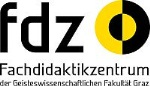 fdz
Fachdidaktikzentrum
der Geisteswissenschaftlichen Fakultät Graz